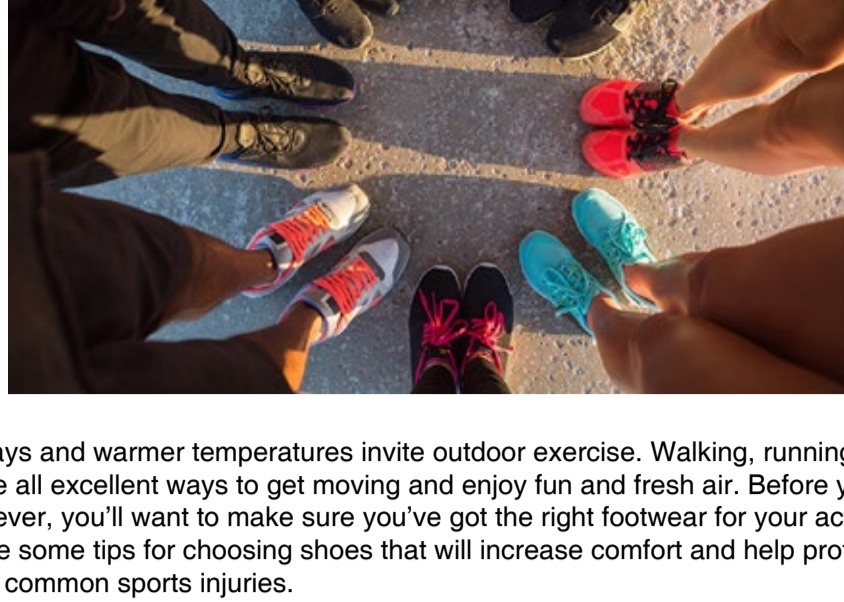 ays and warmer temperatures invite outdoor exercise. Walking, running
e all excellent ways to get moving and enjoy fun and fresh air. Before y
ever, you’ll want to make sure you’ve got the right footwear for your ac
e some tips for choosing shoes that will increase comfort and help prot
common sports injuries.